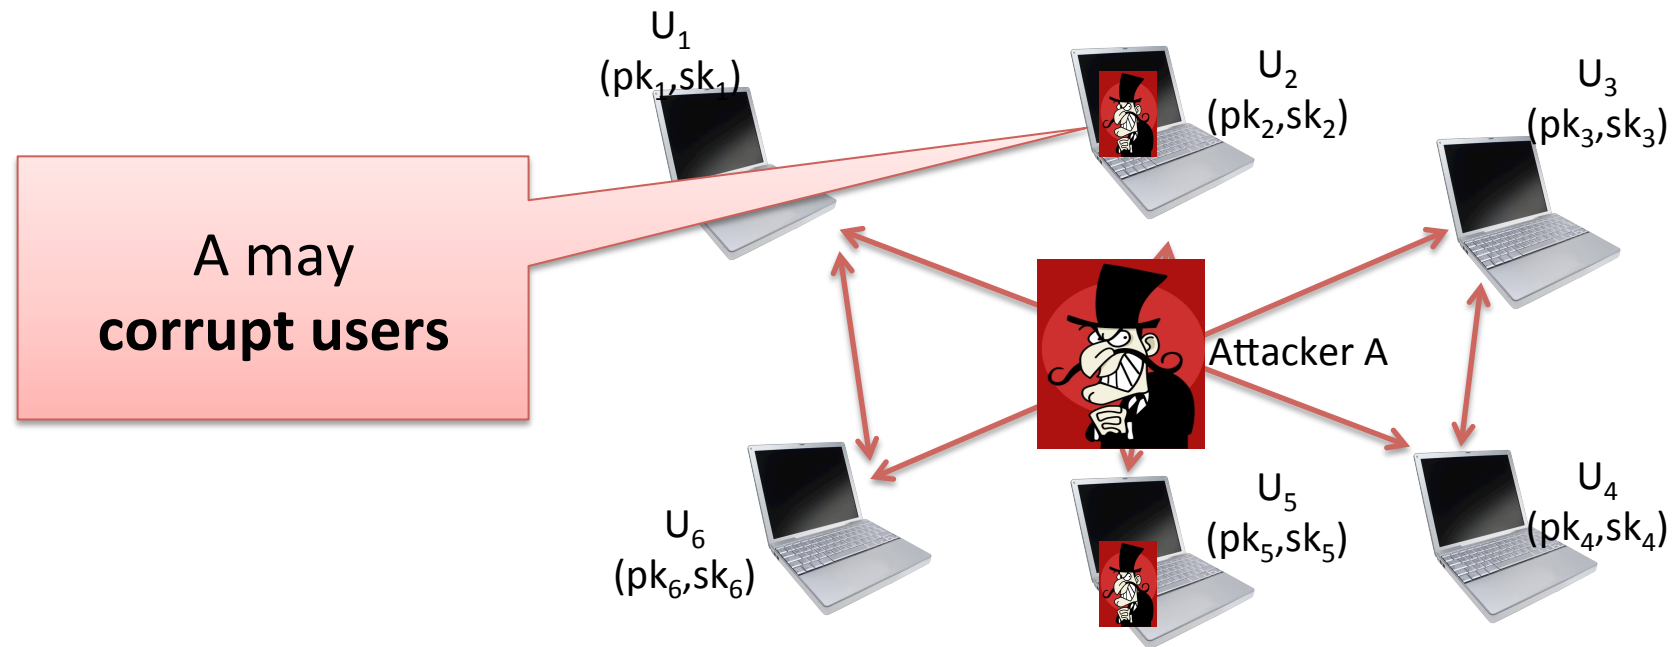 U₁
(pk₁,sk₁)
U₂
(pk₂,sk₂)
U₃
(pk₃,sk₃)
A may
corrupt users
Attacker A
U₆
(pk₆,sk₆)
U₅
(pk₅,sk₅)
U₄
(pk₄,sk₄)